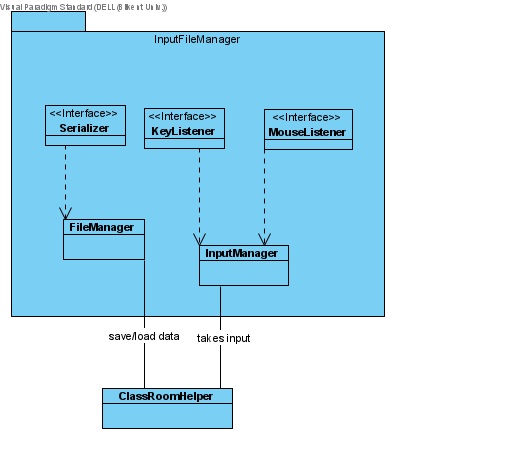 Visual Paradigm Standard (DELL (Bilkent Univ.))
InputFileManager
<<Interface>>
Serializer
<<Interface>>
KeyListener
<<Interface>>
MouseListener
FileManager
InputManager
save/load data
takes input
ClassRoomHelper